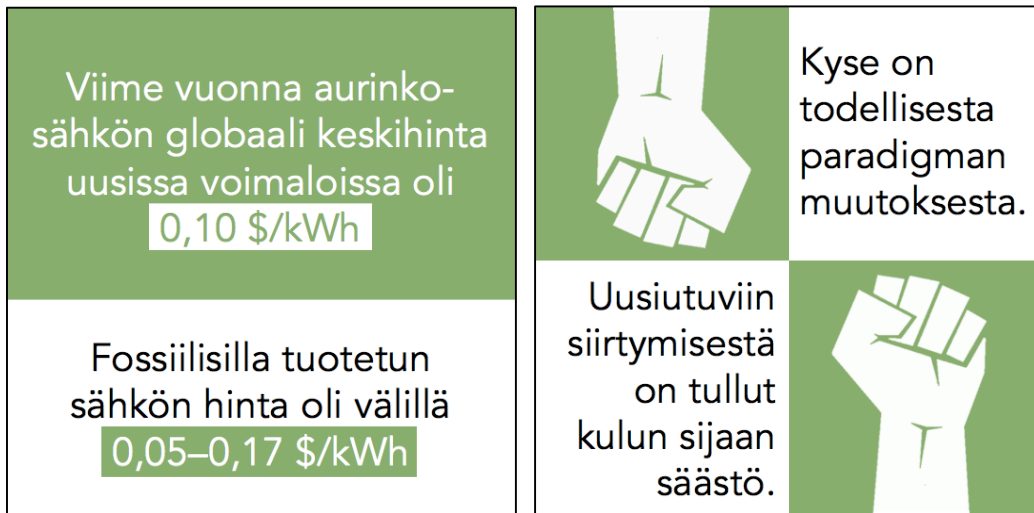 Viime vuonna aurinko-
sähkön globaali keskihinta
uusissa voimaloissa oli
0,10 $/kWh
Fossiilisilla tuotetun
sähkön hinta oli välillä
0,05–0,17 $/kWh
Kyse on
todellisesta
paradigman
muutoksesta.
Uusiutuviin
siirtymisestä
on tullut
kulun sijaan
säästö.